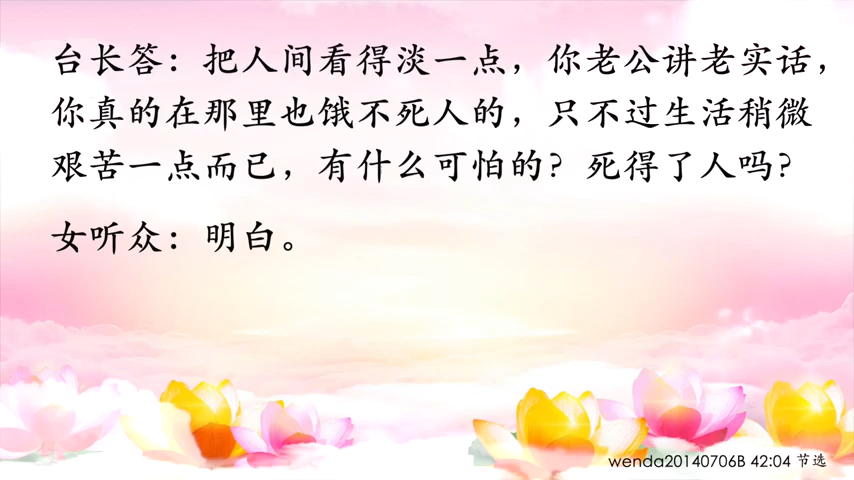 台长答：把人间看得淡一点，你老公讲老实话，
你真的在那里也饿不死人的，只不过生活稍微
艰苦一点而已，有什么可怕的？死得了人吗？
女听众：明白。
wenda20140706B 42:04 节选